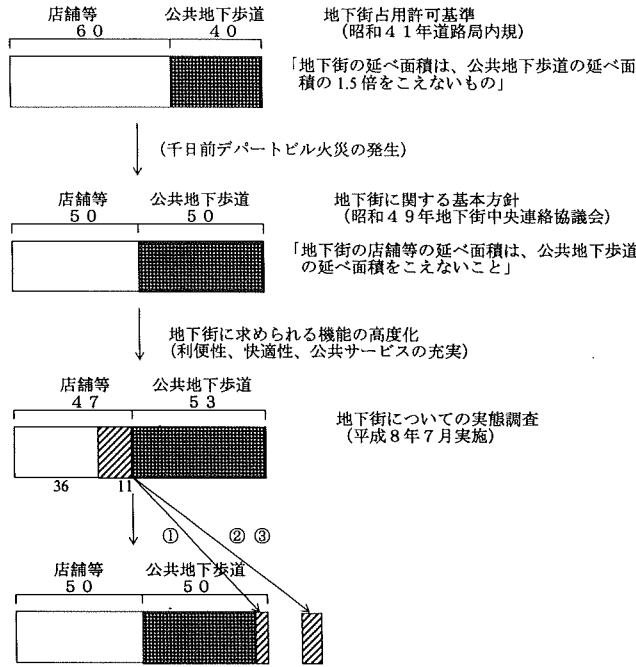 店舗等 公共地下歩道 地下街占用許可基準
60 40 (昭和41年道路局内規)
「地下街の延べ面積は、公共地下歩道の延べ面
積の1.5倍をこえないもの」
(千日前デパートビル火災の発生)
店舗等 公共地下歩道 地下街に関する基本方針
50 50 (昭和49年地下街中央連絡協議会)
「地下街の店舗等の延べ面積は、公共地下歩道
の延べ面積をこえないこと」
地下街に求められる機能の高度化
(利便性、快適性、公共サービスの充実)
店舗等 公共地下歩道
47 53 地下街についての実態調査
(平成8年7月実施)
36 11
① ② ③
店舗等 公共地下歩道
50 50